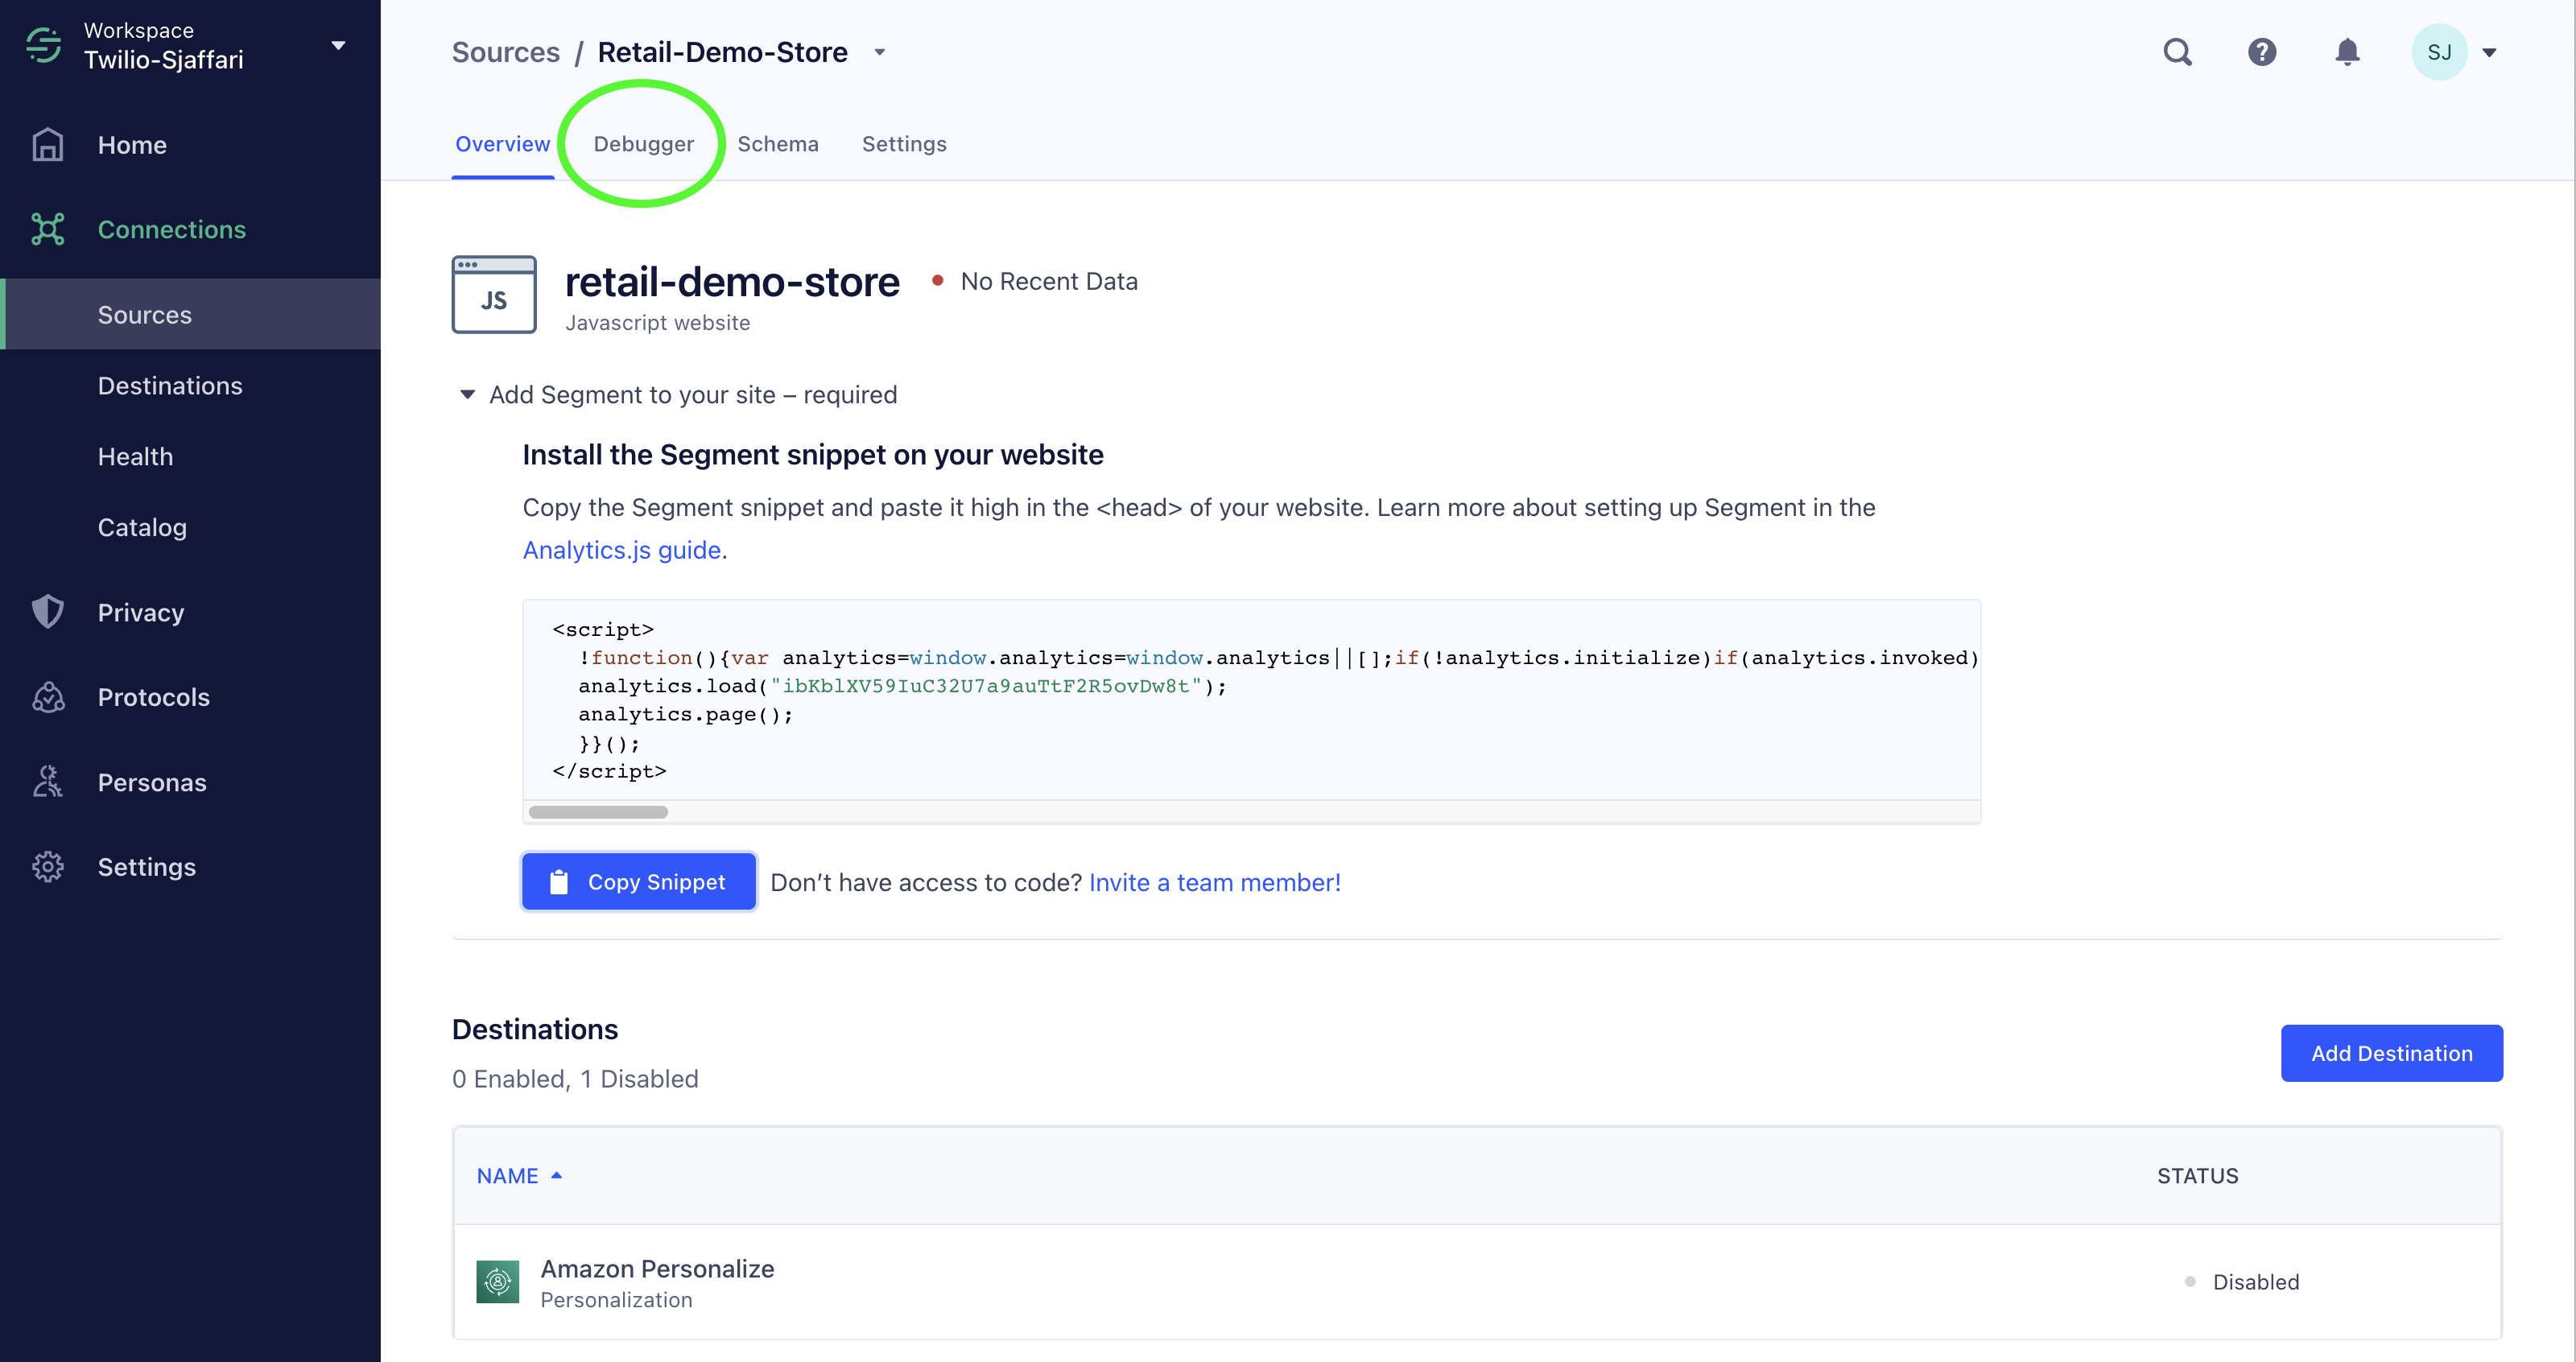 Workspace
Twilio-Sjaffari
Home
Connections
Sources
Destinations
Health
Catalog
Privacy
Protocols
Personas
Settings
Sources / Retail-Demo-Store
SJ
Overview Debugger Schema Settings
JS
retail-demo-store
No Recent Data
Javascript website
Add Segment to your site – required
Install the Segment snippet on your website
Copy the Segment snippet and paste it high in the <head> of your website. Learn more about setting up Segment in the
Analytics.js guide.
<script>
!function(){var analytics=window.analytics=window.analytics||[];if(!analytics.initialize)if(analytics.invoked)
analytics.load("ibKblXV59IuC32U7a9auTtF2R5ovDw8t");
analytics.page();
}}();
</script>
Copy Snippet
Don’t have access to code? Invite a team member!
Destinations
0 Enabled, 1 Disabled
Add Destination
NAME STATUS
Amazon Personalize
Personalization
Disabled